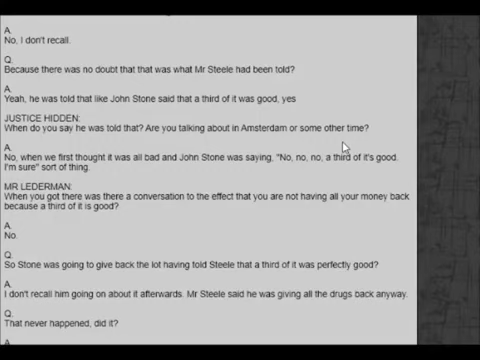 A.
No, I don't recall.
Q.
Because there was no doubt that that was what Mr Steele had been told?
A.
Yeah, he was told that like John Stone said that a third of it was good, yes
JUSTICE HIDDEN:
When do you say he was told that? Are you talking about in Amsterdam or some other time?
A.
No, when we first thought it was all bad and John Stone was saying, "No, no, no, a third of it's good.
I'm sure" sort of thing.
MR LEDERMAN:
When you got there was there a conversation to the effect that you are not having all your money back
because a third of it is good?
A.
No.
Q.
So Stone was going to give back the lot having told Steele that a third of it was perfectly good?
A.
I don't recall him going on about it afterwards. Mr Steele said he was giving all the drugs back anyway.
Q.
That never happened, did it?
A.